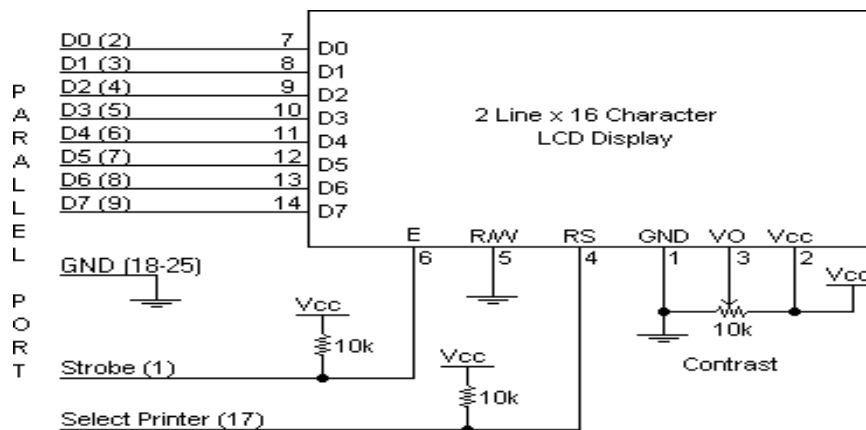 PARALLEL PORT
D0 (2) 7 D0
D1 (3) 8 D1
D2 (4) 9 D2
D3 (5) 10 D3
D4 (6) 11 D4
D5 (7) 12 D5
D6 (8) 13 D6
D7 (9) 14 D7
2 Line x 16 Character
LCD Display
E R/W RS GND VO Vcc
6 5 4 1 3 2
GND (18-25)
Vcc
10k
Vcc
10k
Vcc
10k
Contrast
Strobe (1)
Select Printer (17)